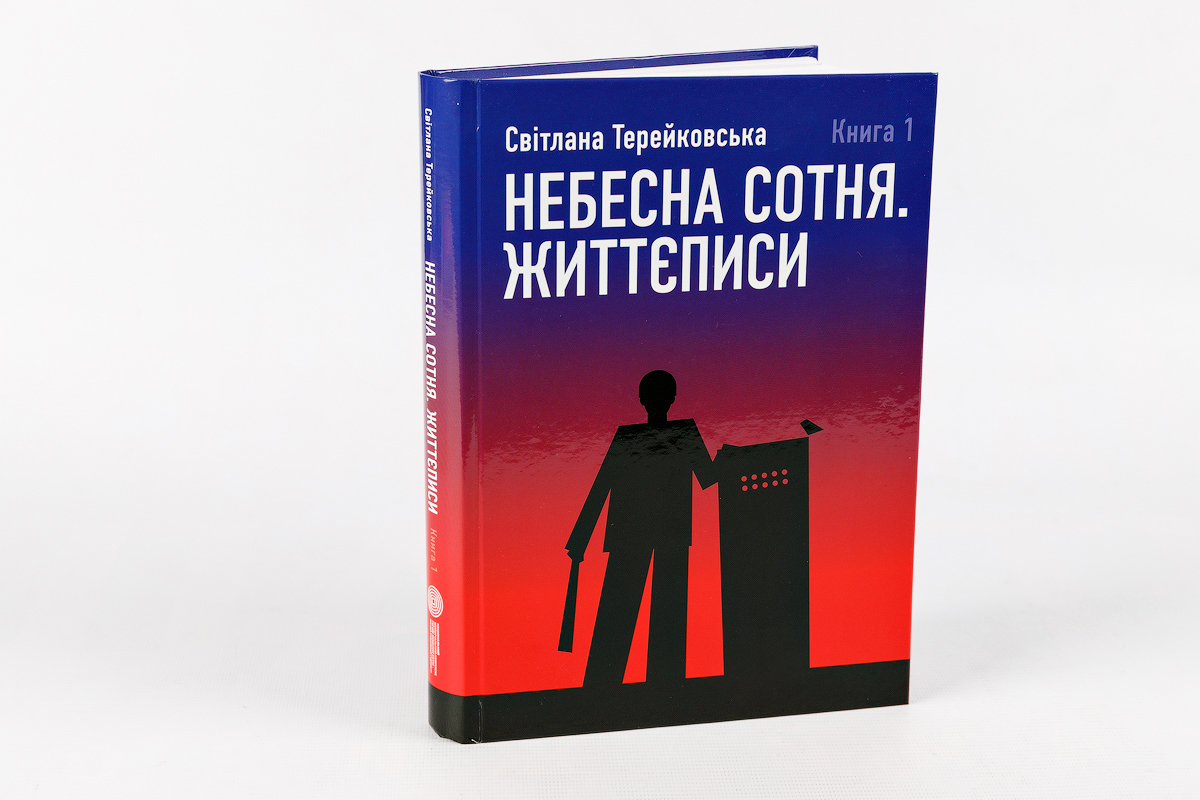 Світлана Терейковська
Книга 1
НЕБЕСНА СОТНЯ.
ЖИТТЄПИСИ
Світлана Терейковська НЕБЕСНА СОТНЯ. ЖИТТЄПИСИ Книга 1